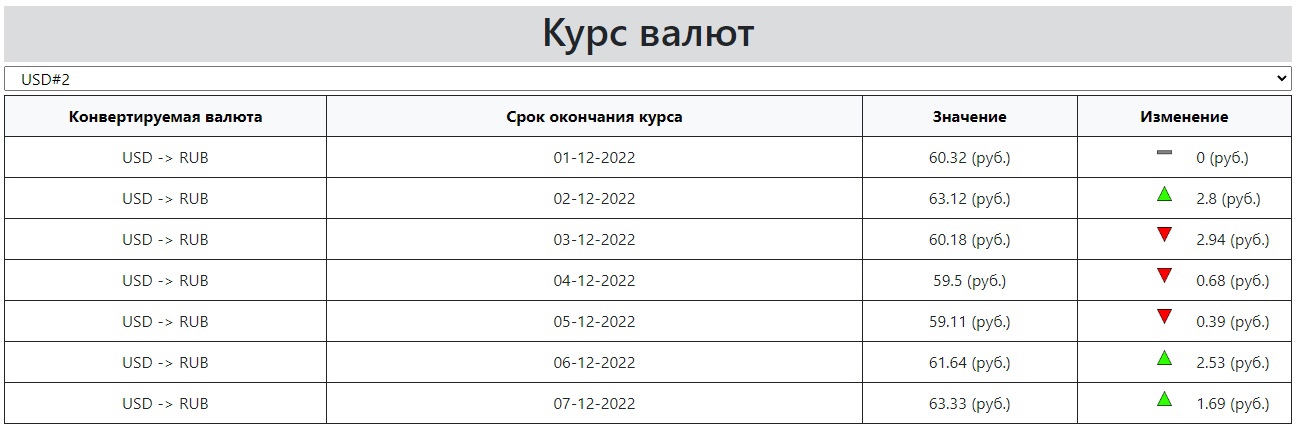 Курс валют
USD#2
Конвертируемая валюта Срок окончания курса Значение Изменение
USD -> RUB 01-12-2022 60.32 (руб.) 0 (руб.)
USD -> RUB 02-12-2022 63.12 (руб.) 2.8 (руб.)
USD -> RUB 03-12-2022 60.18 (руб.) 2.94 (руб.)
USD -> RUB 04-12-2022 59.5 (руб.) 0.68 (руб.)
USD -> RUB 05-12-2022 59.11 (руб.) 0.39 (руб.)
USD -> RUB 06-12-2022 61.64 (руб.) 2.53 (руб.)
USD -> RUB 07-12-2022 63.33 (руб.) 1.69 (руб.)